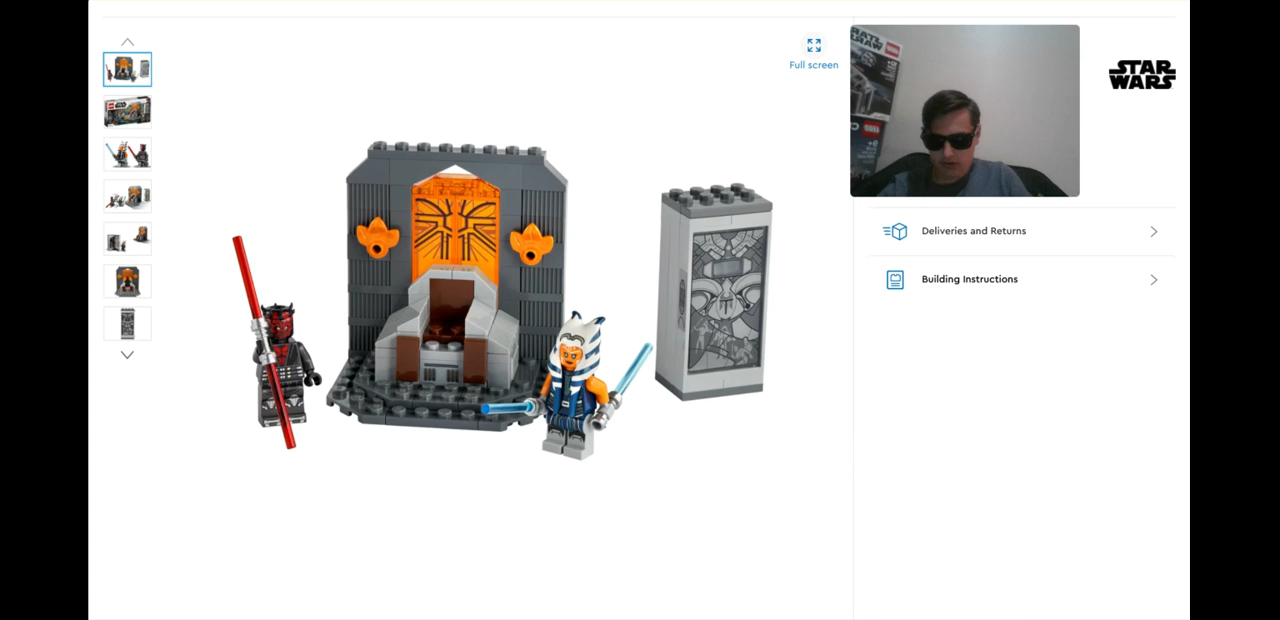 Full screen
STAR
WARS
Deliveries and Returns
Building Instructions